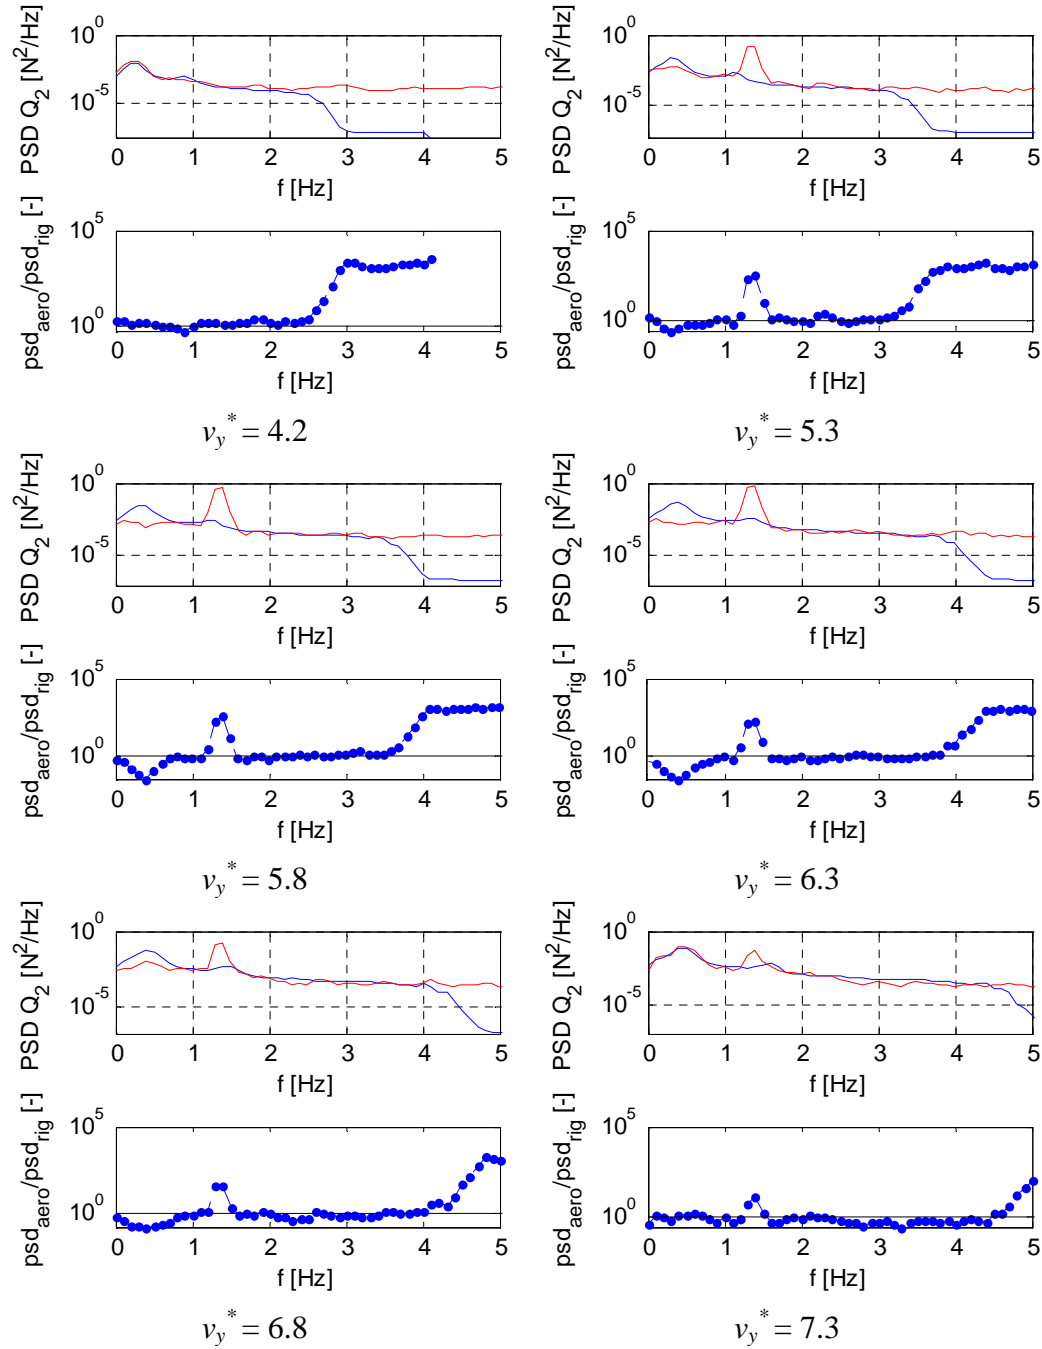 PSD Q_2 [N^2/Hz]
10^0
10^-5
0 1 2 3 4 5
f [Hz]
psd_aero/psd_rig [-]
10^5
10^0
0 1 2 3 4 5
f [Hz]
v_y^* = 4.2
PSD Q_2 [N^2/Hz]
10^0
10^-5
0 1 2 3 4 5
f [Hz]
psd_aero/psd_rig [-]
10^5
10^0
0 1 2 3 4 5
f [Hz]
v_y^* = 5.3
PSD Q_2 [N^2/Hz]
10^0
10^-5
0 1 2 3 4 5
f [Hz]
psd_aero/psd_rig [-]
10^5
10^0
0 1 2 3 4 5
f [Hz]
v_y^* = 5.8
PSD Q_2 [N^2/Hz]
10^0
10^-5
0 1 2 3 4 5
f [Hz]
psd_aero/psd_rig [-]
10^5
10^0
0 1 2 3 4 5
f [Hz]
v_y^* = 6.3
PSD Q_2 [N^2/Hz]
10^0
10^-5
0 1 2 3 4 5
f [Hz]
psd_aero/psd_rig [-]
10^5
10^0
0 1 2 3 4 5
f [Hz]
v_y^* = 6.8
PSD Q_2 [N^2/Hz]
10^0
10^-5
0 1 2 3 4 5
f [Hz]
psd_aero/psd_rig [-]
10^5
10^0
0 1 2 3 4 5
f [Hz]
v_y^* = 7.3